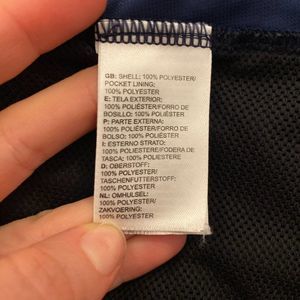 GB: SHELL; 100% POLYESTER/
POCKET LINING;
100% POLYESTER
E: TELA EXTERIOR:
100% POLIÉSTER/FORRO DE
BOSILLO: 100% POLIÉSTER
P: PARTE EXTERNA:
100% POLIÉSTER/FORRO DE
BOLSO: 100% POLIÉSTER
I: ESTERNO STRATO:
100% POLIESTERE/FODERA DE
TASCA: 100% POLIESTERE
D: OBERSTOFF:
100% POLYESTER/
TASCHENFUTTERSTOFF:
100% POLYESTER
NL: OMHULSEL:
100% POLYESTER/
ZAKVOERING:
100% POLYESTER